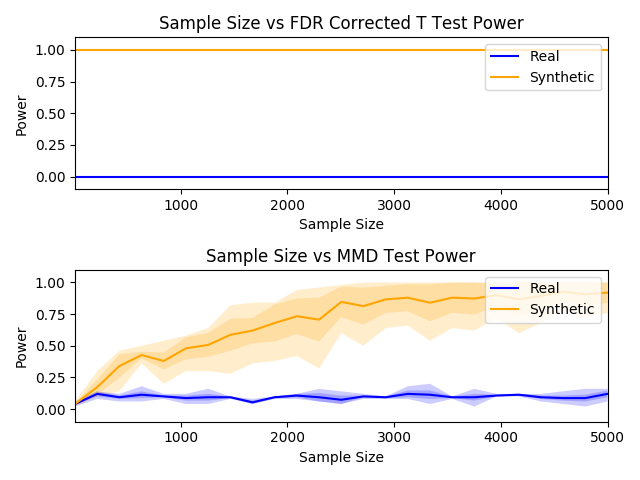 Sample Size vs FDR Corrected T Test Power
1.00
0.75
0.50
0.25
0.00
Power
Real
Synthetic
1000
2000
3000
4000
5000
Sample Size
Sample Size vs MMD Test Power
1.00
0.75
0.50
0.25
0.00
Power
Real
Synthetic
1000
2000
3000
4000
5000
Sample Size